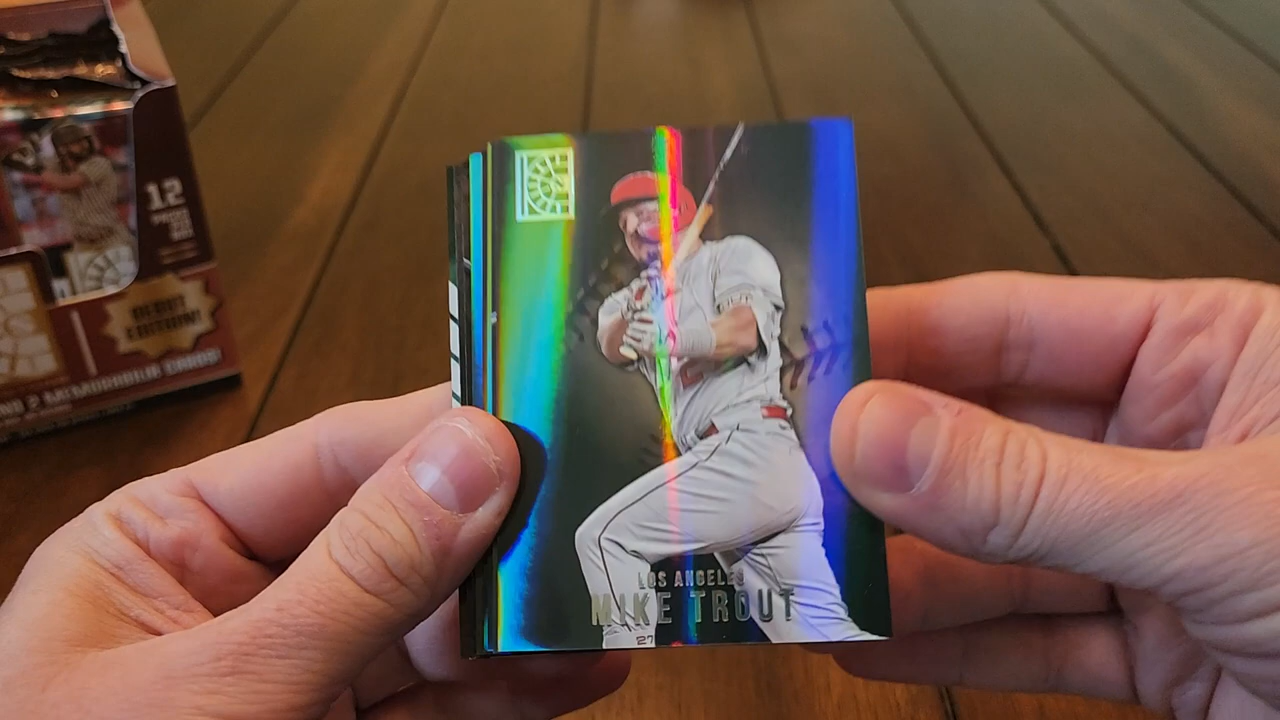 12
DEBUT
EDITION!
2 MEMORABILIA CARDS!
LOS ANGELES
MIKE TROUT
27